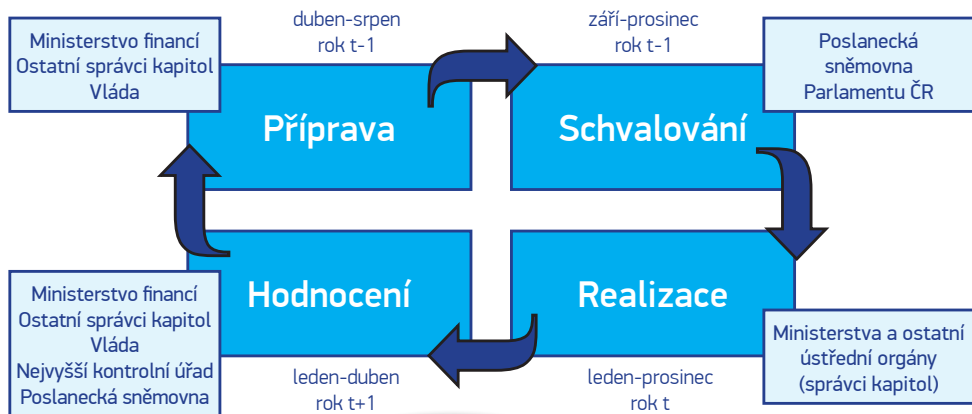 duben-srpen
rok t-1
září-prosinec
rok t-1
Ministerstvo financí
Ostatní správci kapitol
Vláda
Poslanecká
sněmovna
Parlamentu ČR
Příprava
Schvalování
Hodnocení
Realizace
Ministerstvo financí
Ostatní správci kapitol
Vláda
Nejvyšší kontrolní úřad
Poslanecká sněmovna
Ministerstva a ostatní
ústřední orgány
(správci kapitol)
leden-duben
rok t+1
leden-prosinec
rok t